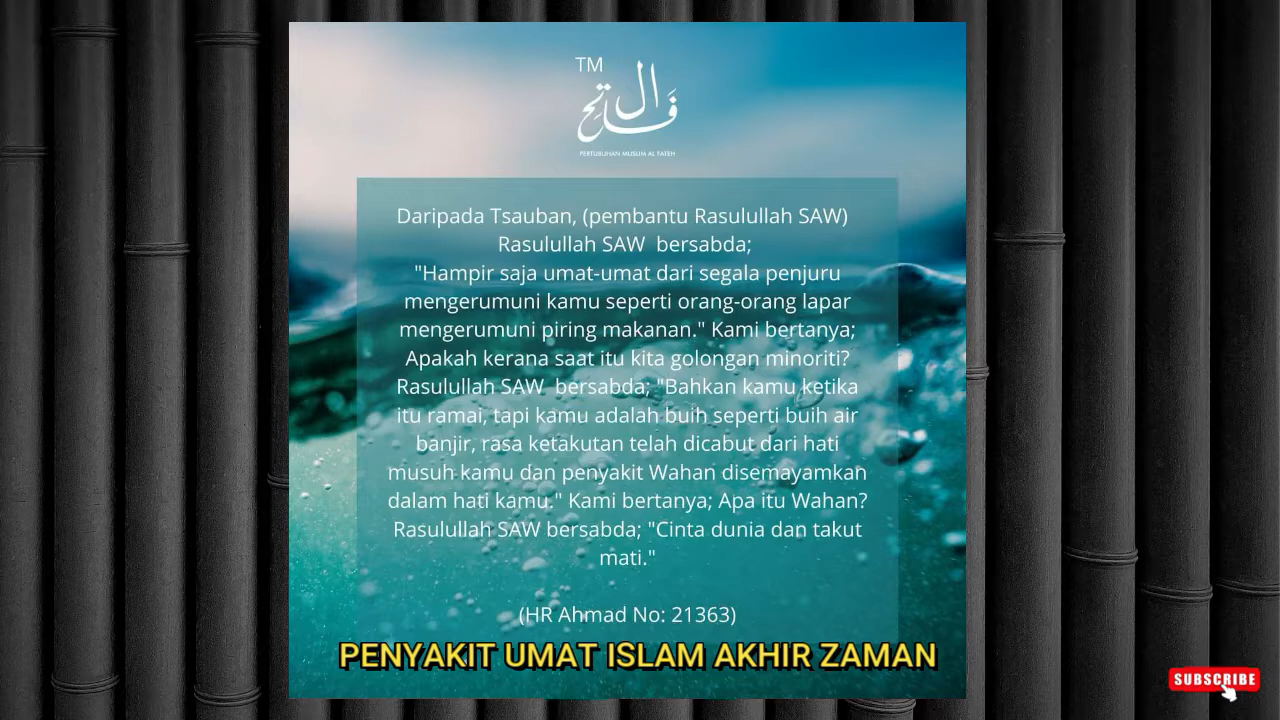 TM
الفاتح
PERTUBUHAN MUSLIM AL FATEH
Daripada Tsauban, (pembantu Rasulullah SAW)
Rasulullah SAW bersabda;
"Hampir saja umat-umat dari segala penjuru
mengerumuni kamu seperti orang-orang lapar
mengerumuni piring makanan." Kami bertanya;
Apakah kerana saat itu kita golongan minoriti?
Rasulullah SAW bersabda; "Bahkan kamu ketika
itu ramai, tapi kamu adalah buih seperti buih air
banjir, rasa ketakutan telah dicabut dari hati
musuh kamu dan penyakit Wahan disemayamkan
dalam hati kamu." Kami bertanya; Apa itu Wahan?
Rasulullah SAW bersabda; "Cinta dunia dan takut
mati."
(HR Ahmad No: 21363)
PENYAKIT UMAT ISLAM AKHIR ZAMAN
SUBSCRIBE